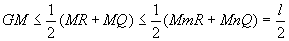 GM ≤ 1/2 (MR + MQ) ≤ 1/2 (MmR + MnQ) = l/2